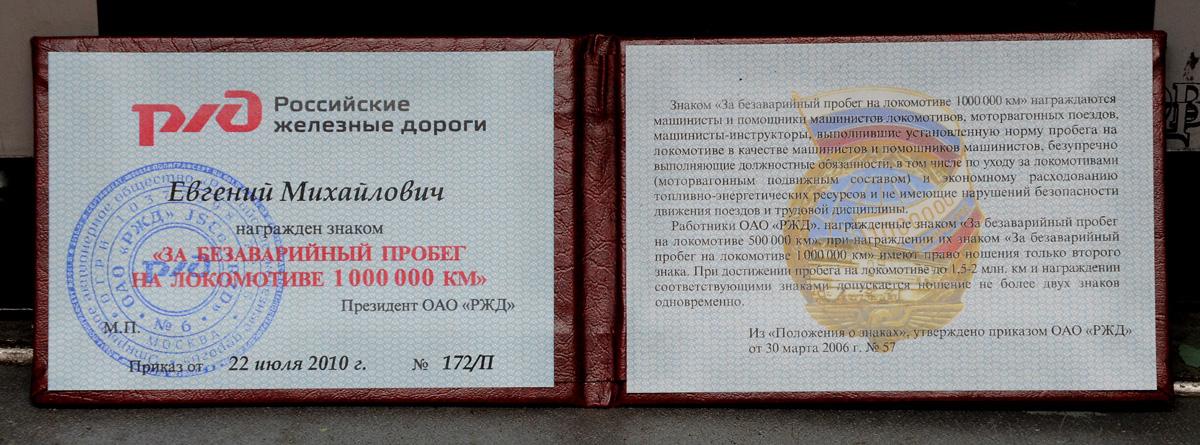 РЖД Российские
железные дороги
Евгений Михайлович
награжден знаком
«ЗА БЕЗАВАРИЙНЫЙ ПРОБЕГ
НА ЛОКОМОТИВЕ 1 000 000 КМ»
Президент ОАО «РЖД»
М.П.
Приказ от 22 июля 2010 г. № 172/П
ОАО «РЖД» JSCo
№ 6
МОСКВА
Знаком «За безаварийный пробег на локомотиве 1000 000 км» награждаются
машинисты и помощники машинистов локомотивов, моторвагонных поездов,
машинисты-инструкторы, выполнившие установленную норму пробега на
локомотиве в качестве машинистов и помощников машинистов, безупречно
выполняющие должностные обязанности, в том числе по уходу за локомотивами
(моторвагонным подвижным составом) и экономному расходованию
топливно-энергетических ресурсов и не имеющие нарушений безопасности
движения поездов и трудовой дисциплины.
Работники ОАО «РЖД», награжденные знаком «За безаварийный пробег
на локомотиве 500 000 км» при награждении их знаком «За безаварийный
пробег на локомотиве 1 000 000 км» имеют право ношения только второго
знака. При достижении пробега на локомотиве до 1,5-2 млн. км и награждении
соответствующими знаками допускается ношение не более двух знаков
одновременно.
Из «Положения о знаках», утверждено приказом ОАО «РЖД»
от 30 марта 2006 г. № 57